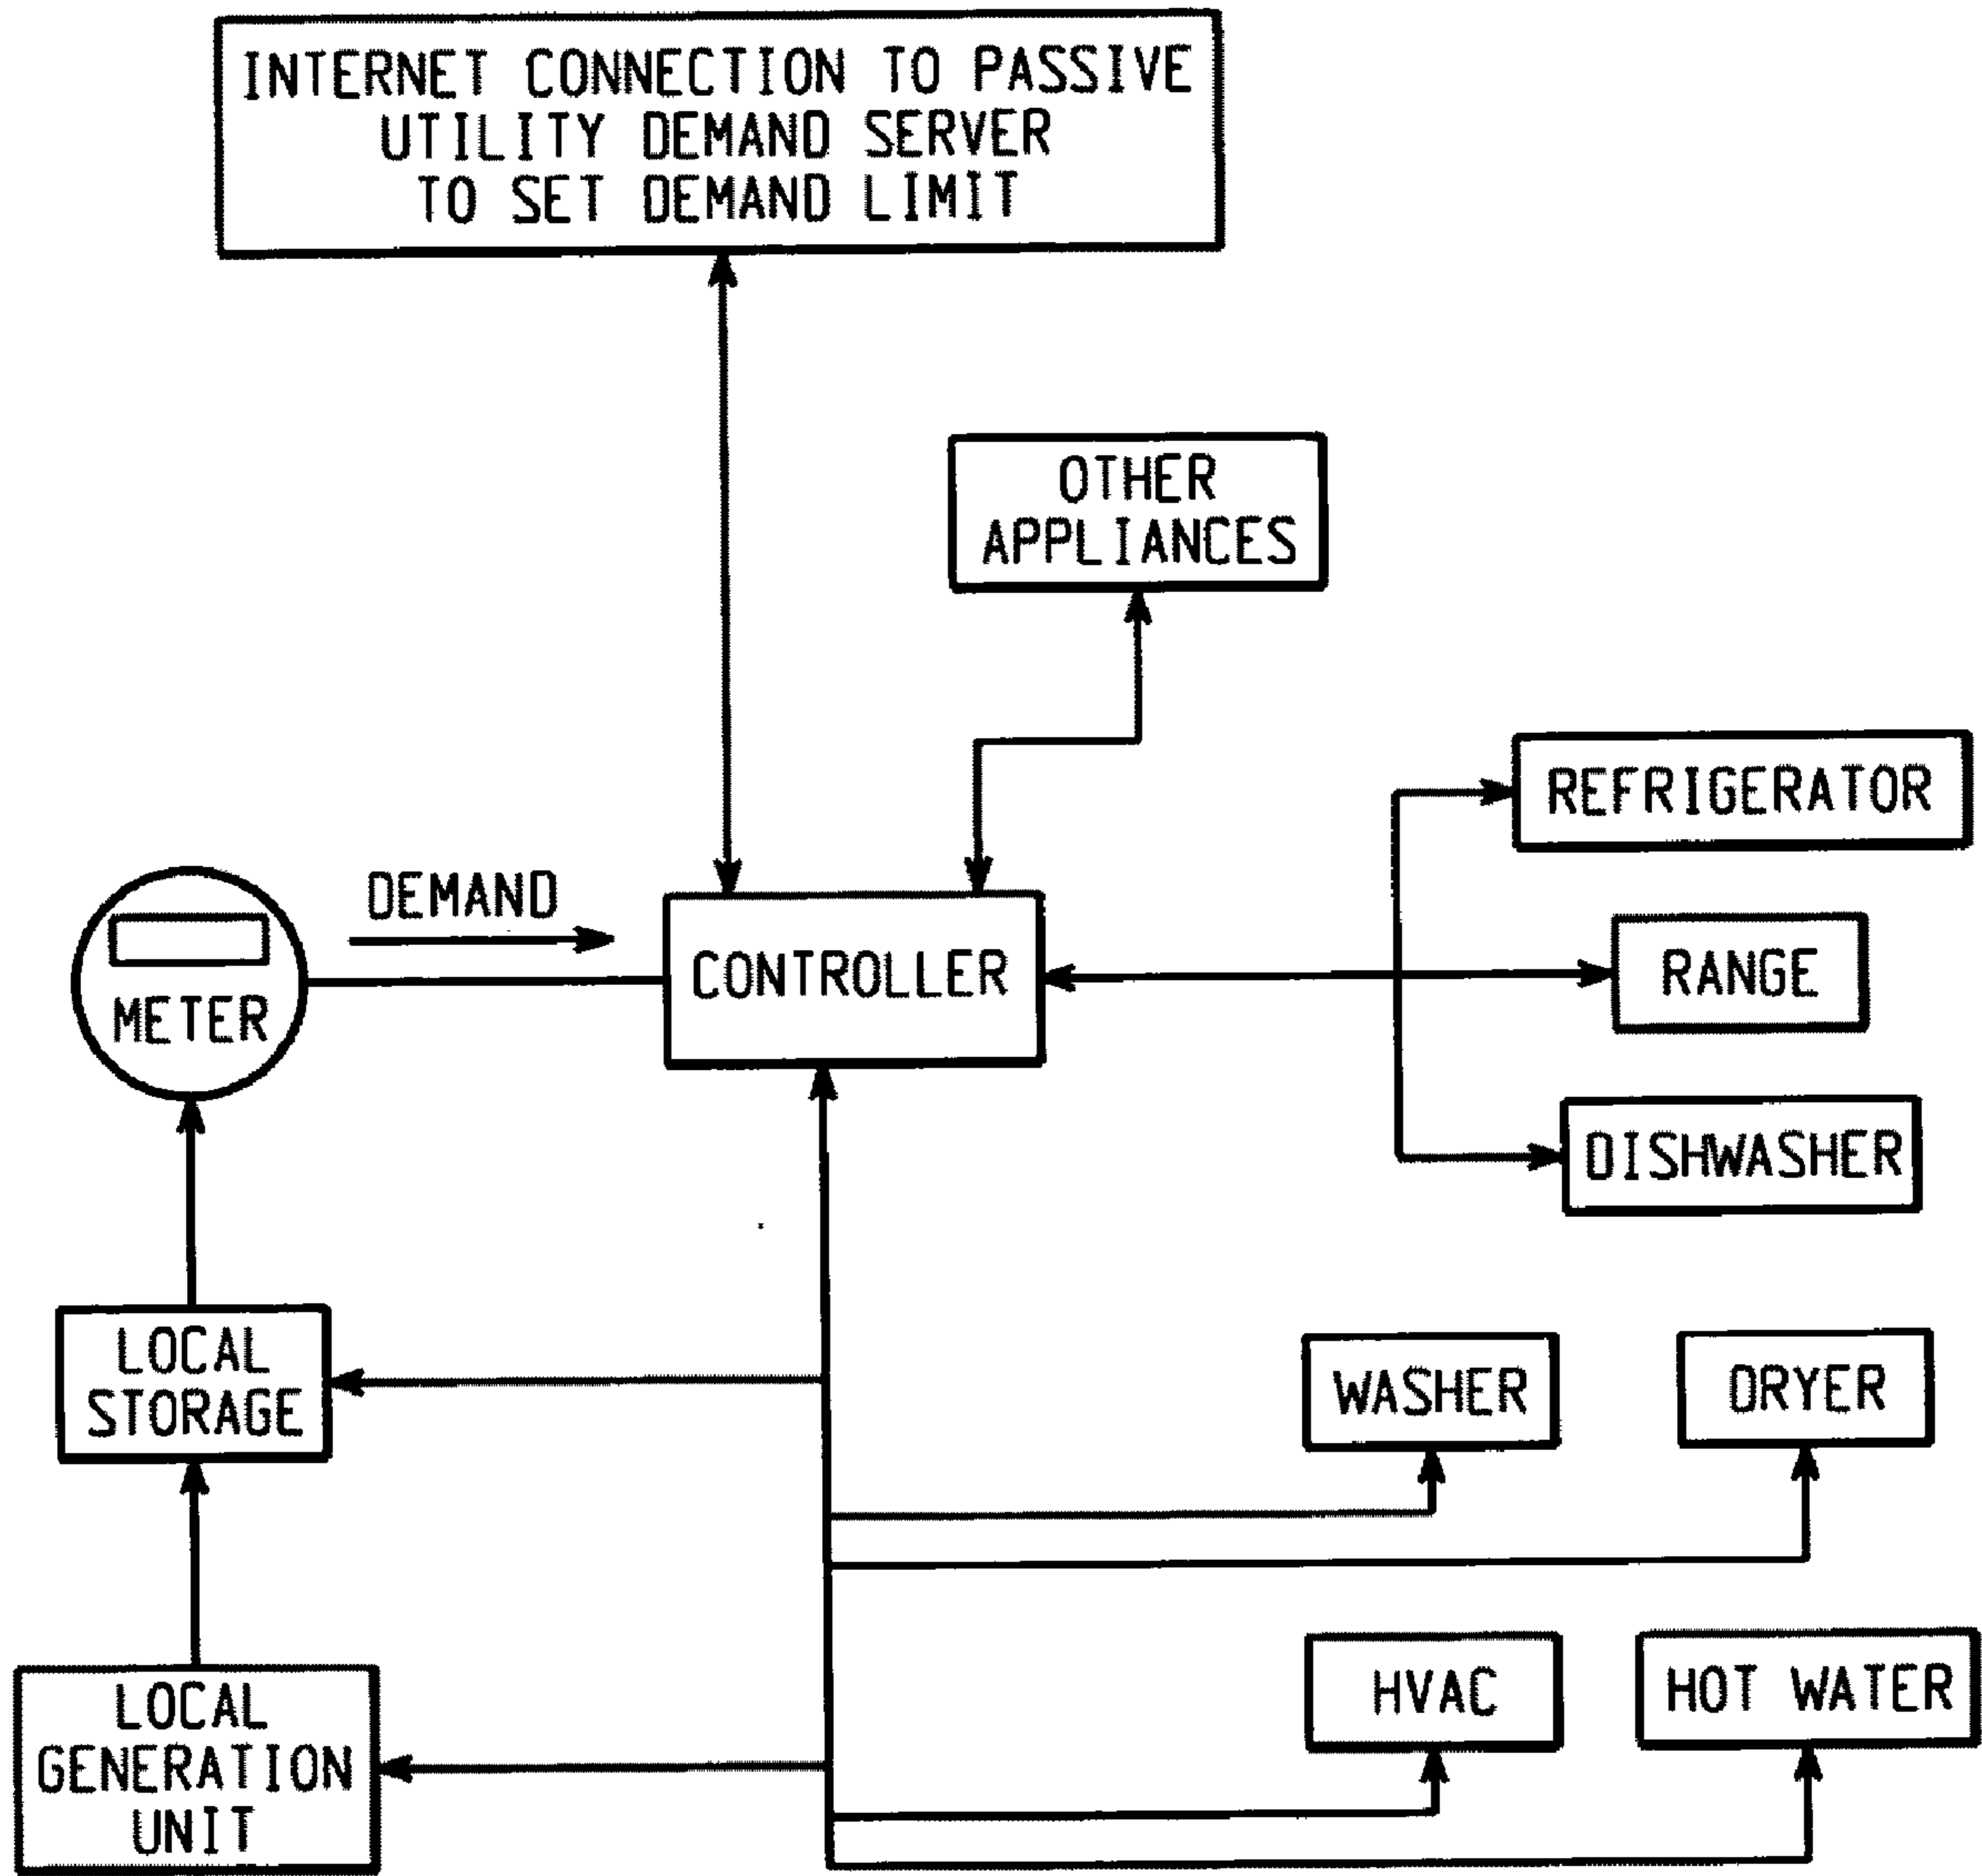 INTERNET CONNECTION TO PASSIVE
UTILITY DEMAND SERVER
TO SET DEMAND LIMIT
OTHER
APPLIANCES
REFRIGERATOR
DEMAND
METER
CONTROLLER
RANGE
DISHWASHER
LOCAL
STORAGE
WASHER
DRYER
LOCAL
GENERATION
UNIT
HVAC
HOT WATER